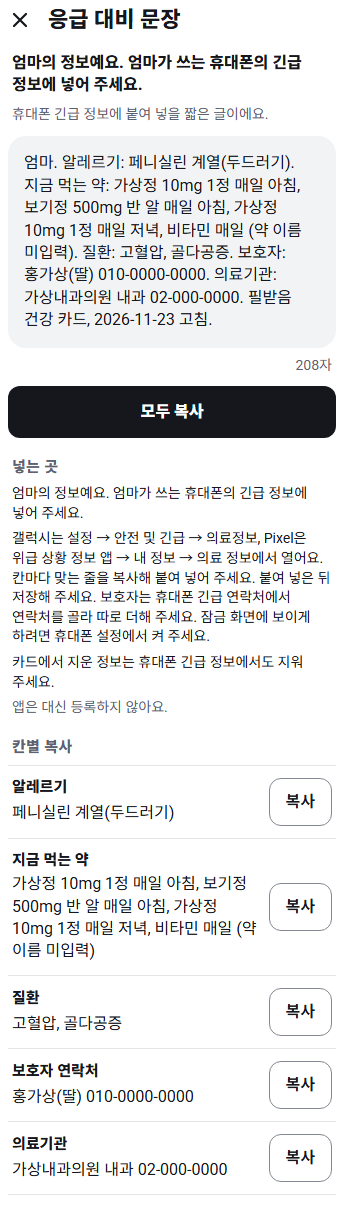 응급 대비 문장
엄마의 정보예요. 엄마가 쓰는 휴대폰의 긴급
정보에 넣어 주세요.
휴대폰 긴급 정보에 붙여 넣을 짧은 글이에요.
엄마. 알레르기: 페니실린 계열(두드러기).
지금 먹는 약: 가상정 10mg 1정 매일 아침,
보기정 500mg 반 알 매일 아침, 가상정
10mg 1정 매일 저녁, 비타민 매일 (약 이름
미입력). 질환: 고혈압, 골다공증. 보호자:
홍가상(딸) 010-0000-0000. 의료기관:
가상내과의원 내과 02-000-0000. 필받음
건강 카드, 2026-11-23 고침.
208자
모두 복사
넣는 곳
엄마의 정보예요. 엄마가 쓰는 휴대폰의 긴급 정보에
넣어 주세요.
갤럭시는 설정 → 안전 및 긴급 → 의료정보, Pixel은
위급 상황 정보 앱 → 내 정보 → 의료 정보에서 열어요.
칸마다 맞는 줄을 복사해 붙여 넣어 주세요. 붙여 넣은 뒤
저장해 주세요. 보호자는 휴대폰 긴급 연락처에서
연락처를 골라 따로 더해 주세요. 잠금 화면에 보이게
하려면 휴대폰 설정에서 켜 주세요.
카드에서 지운 정보는 휴대폰 긴급 정보에서도 지워
주세요.
앱은 대신 등록하지 않아요.
칸별 복사
알레르기
페니실린 계열(두드러기)
복사
지금 먹는 약
가상정 10mg 1정 매일 아침, 보기정
500mg 반 알 매일 아침, 가상정
10mg 1정 매일 저녁, 비타민 매일 (약
이름 미입력)
복사
질환
고혈압, 골다공증
복사
보호자 연락처
홍가상(딸) 010-0000-0000
복사
의료기관
가상내과의원 내과 02-000-0000
복사